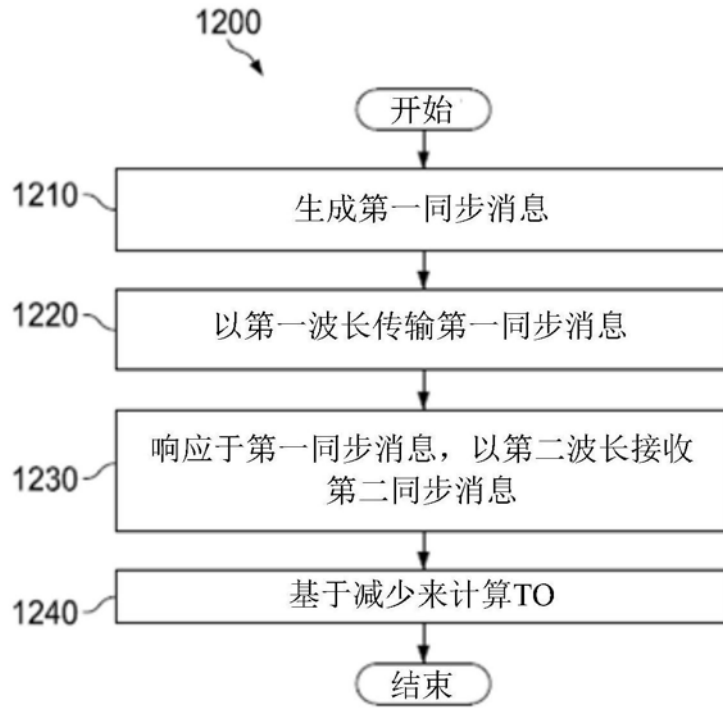 1200
开始
1210
生成第一同步消息
1220
以第一波长传输第一同步消息
1230
响应于第一同步消息，以第二波长接收
第二同步消息
1240
基于减少来计算TO
结束